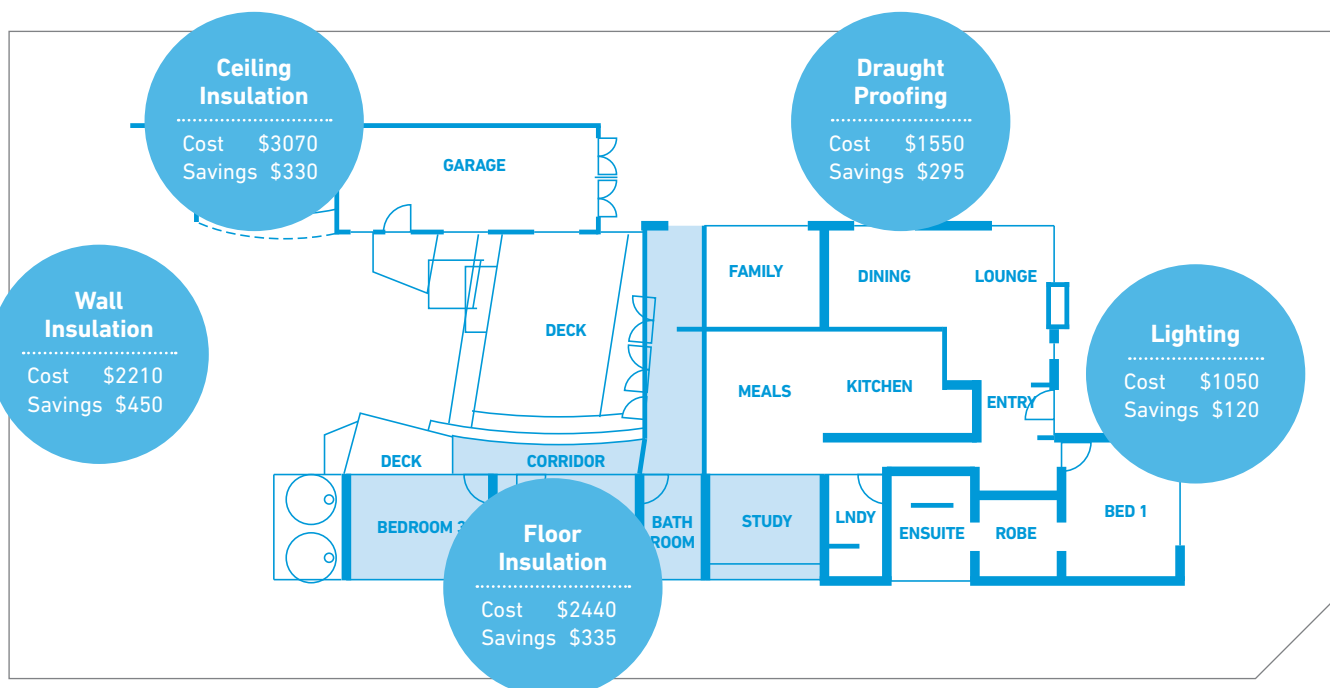 Ceiling
Insulation
Cost $3070
Savings $330
Draught
Proofing
Cost $1550
Savings $295
GARAGE
Wall
Insulation
Cost $2210
Savings $450
FAMILY
DINING
LOUNGE
DECK
Lighting
Cost $1050
Savings $120
MEALS
KITCHEN
ENTRY
DECK
CORRIDOR
BEDROOM 3
Floor
Insulation
Cost $2440
Savings $335
BATH
ROOM
STUDY
LNDY
ENSUITE
ROBE
BED 1